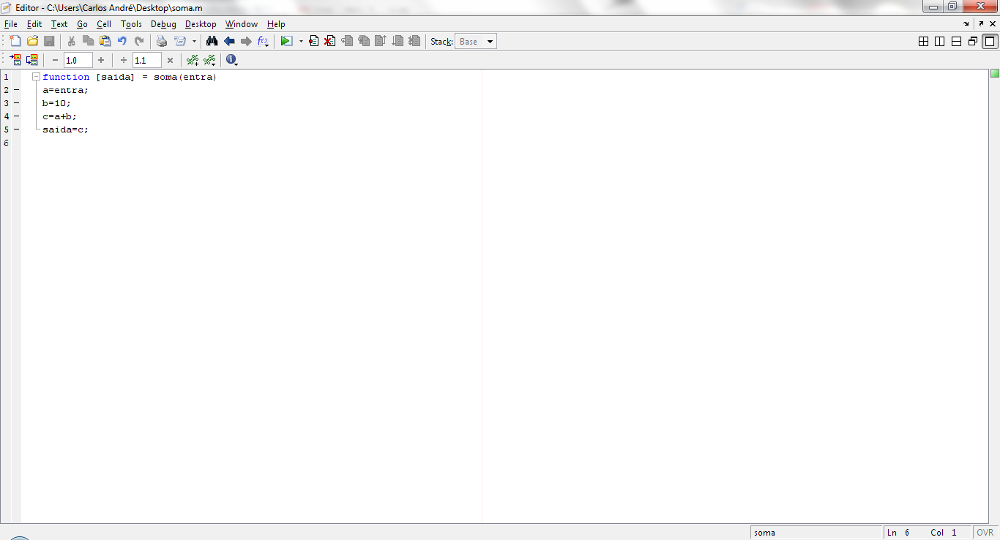 Editor - C:\Users\Carlos André\Desktop\soma.m
File Edit Text Go Cell Tools Debug Desktop Window Help
Stack: Base
1.0 1.1
1 function [saida] = soma(entra)
2 a=entra;
3 b=10;
4 c=a+b;
5 saida=c;
6
soma Ln 6 Col 1 OVR